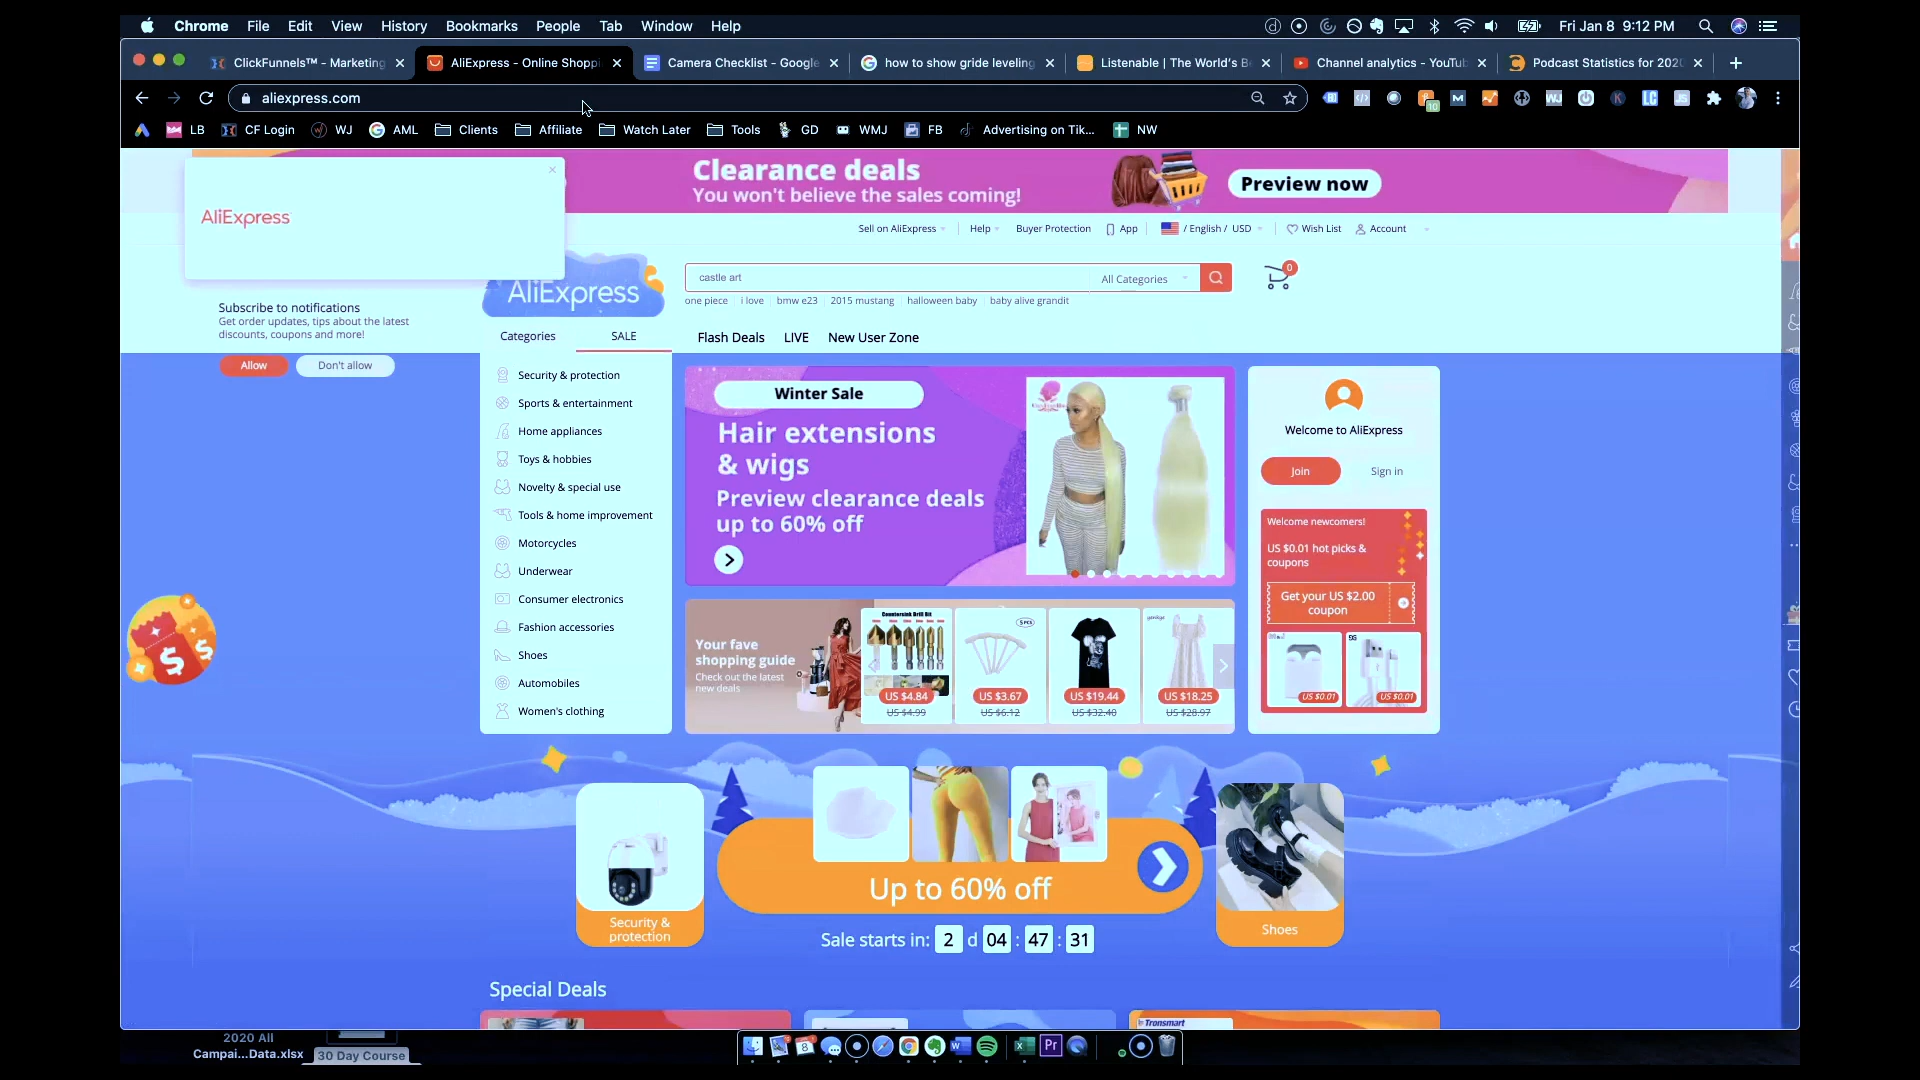 Chrome File Edit View History Bookmarks People Tab Window Help
Fri Jan 8 9:12 PM
ClickFunnels™ - Marketing
AliExpress - Online Shoppi
Camera Checklist - Google
how to show gride leveling
Listenable | The World's Be
Channel analytics - YouTub
Podcast Statistics for 2020
aliexpress.com
10
LB
CF Login
WJ
AML
Clients
Affiliate
Watch Later
Tools
GD
WMJ
FB
Advertising on Tik...
NW
Clearance deals
You won't believe the sales coming!
Preview now
AliExpress
Sell on AliExpress
Help
Buyer Protection
App
/ English / USD
Wish List
Account
Subscribe to notifications
Get order updates, tips about the latest
discounts, coupons and more!
Allow
Don't allow
AliExpress
castle art
All Categories
0
one piece
i love
bmw e23
2015 mustang
halloween baby
baby alive grandit
Categories
SALE
Flash Deals
LIVE
New User Zone
Security & protection
Sports & entertainment
Home appliances
Toys & hobbies
Novelty & special use
Tools & home improvement
Motorcycles
Underwear
Consumer electronics
Fashion accessories
Shoes
Automobiles
Women's clothing
Winter Sale
Hair extensions
& wigs
Preview clearance deals
up to 60% off
Welcome to AliExpress
Join
Sign in
Welcome newcomers!
US $0.01 hot picks &
coupons
Get your US $2.00
coupon
US $0.01
US $0.01
Your fave
shopping guide
Check out the latest
new deals
Countersink Drill Bit
5 PCS
US $4.84
US $4.99
US $3.67
US $6.12
US $19.44
US $32.40
US $18.25
US $28.97
Security &
protection
Up to 60% off
Shoes
Sale starts in: 2 d 04 : 47 : 31
Special Deals
Tronsmart
2020 All
Campai...Data.xlsx
30 Day Course
Pr